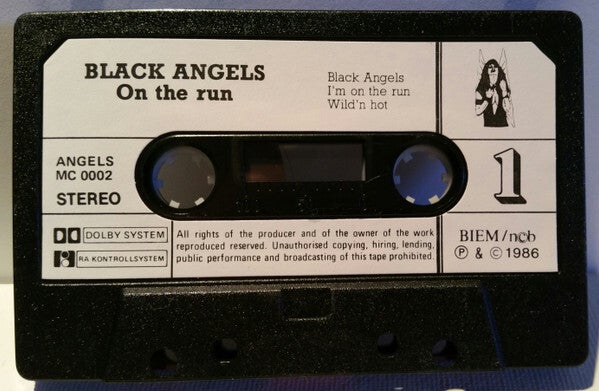 BLACK ANGELS
On the run
Black Angels
I'm on the run
Wild'n hot
ANGELS
MC 0002
STEREO
1
DOLBY SYSTEM
RA KONTROLLSYSTEM
All rights of the producer and of the owner of the work
reproduced reserved. Unauthorised copying, hiring, lending,
public performance and broadcasting of this tape prohibited.
BIEM/ncb
Ⓟ & © 1986